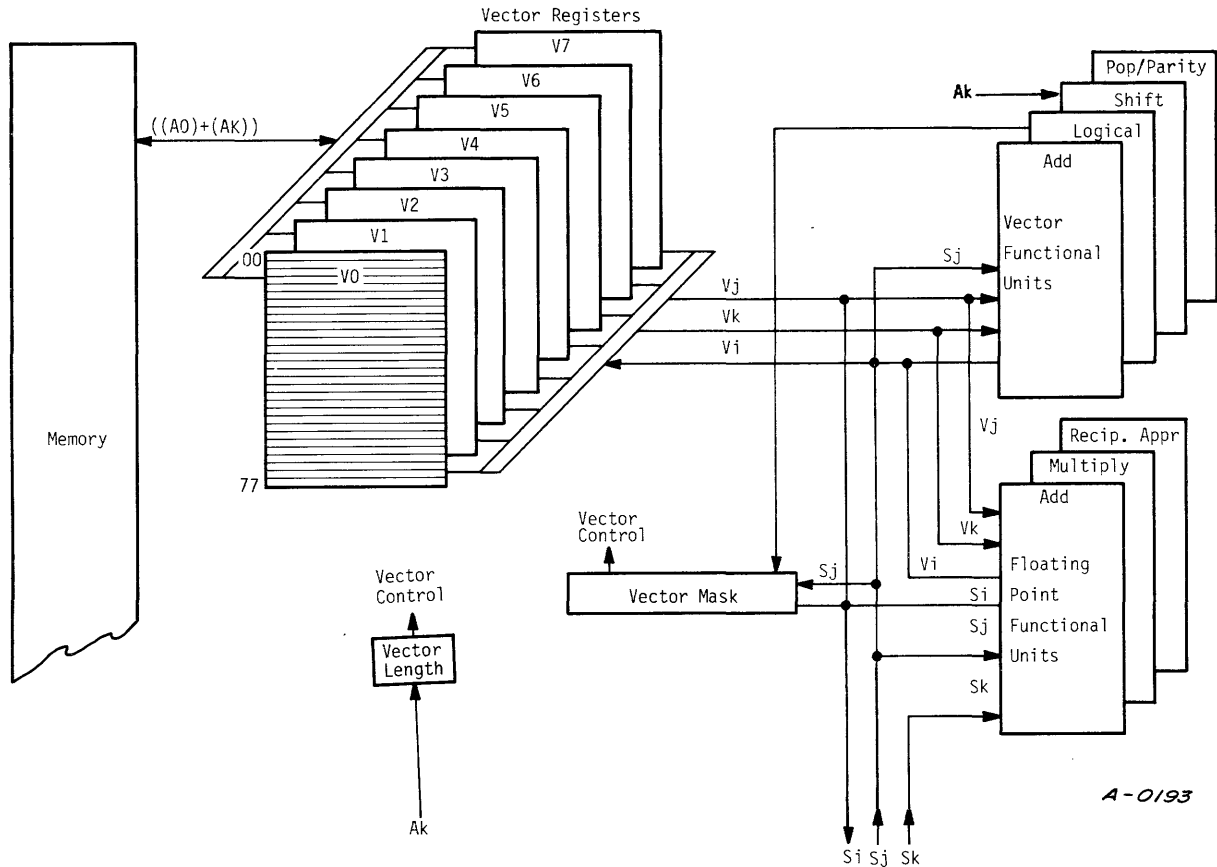 Vector Registers
V7
V6
V5
V4
V3
V2
V1
V0
00
77
Memory
((A0)+(AK))
Pop/Parity
Shift
Logical
Add
Ak
Vector
Functional
Units
Sj
Vj
Vk
Vi
Vj
Recip. Appr
Multiply
Add
Vk
Vi
Floating
Si
Point
Sj
Functional
Units
Sk
Vector
Control
Sj
Vector Mask
Vector
Control
Vector
Length
Ak
Si
Sj
Sk
A-0193